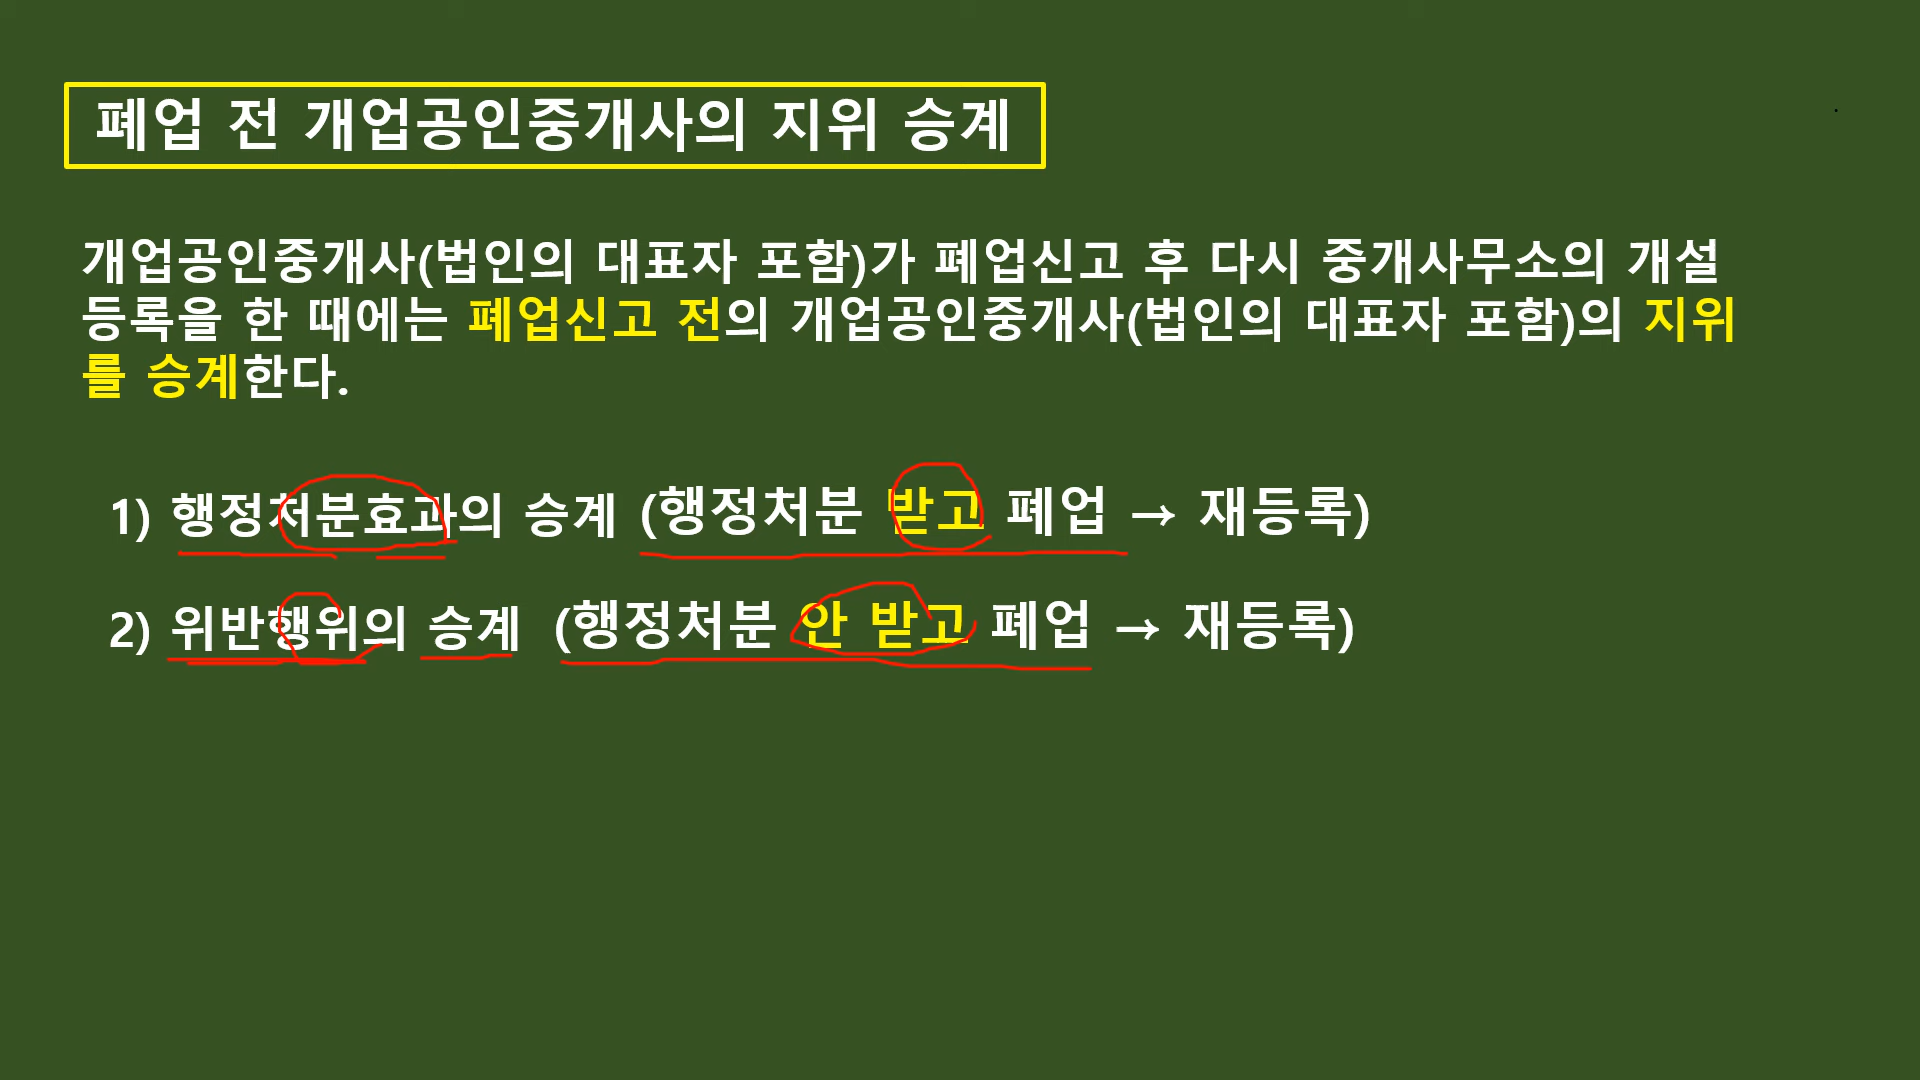 폐업 전 개업공인중개사의 지위 승계
개업공인중개사(법인의 대표자 포함)가 폐업신고 후 다시 중개사무소의 개설
등록을 한 때에는 폐업신고 전의 개업공인중개사(법인의 대표자 포함)의 지위
를 승계한다.
1) 행정처분효과의 승계 (행정처분 받고 폐업 → 재등록)
2) 위반행위의 승계 (행정처분 안 받고 폐업 → 재등록)